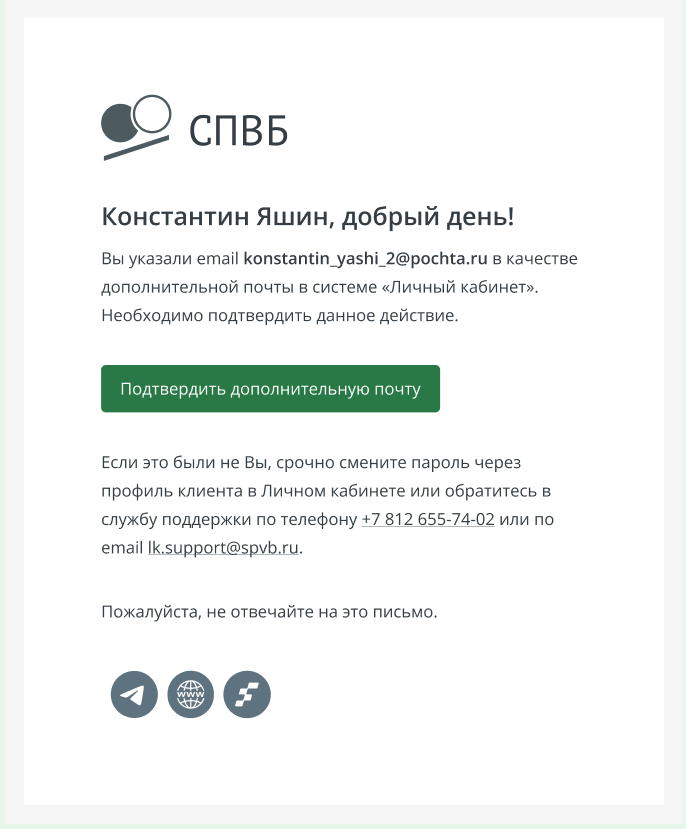 СПВБ
Константин Яшин, добрый день!
Вы указали email konstantin_yashi_2@pochta.ru в качестве
дополнительной почты в системе «Личный кабинет».
Необходимо подтвердить данное действие.
Подтвердить дополнительную почту
Если это были не Вы, срочно смените пароль через
профиль клиента в Личном кабинете или обратитесь в
службу поддержки по телефону +7 812 655-74-02 или по
email lk.support@spvb.ru.
Пожалуйста, не отвечайте на это письмо.
www